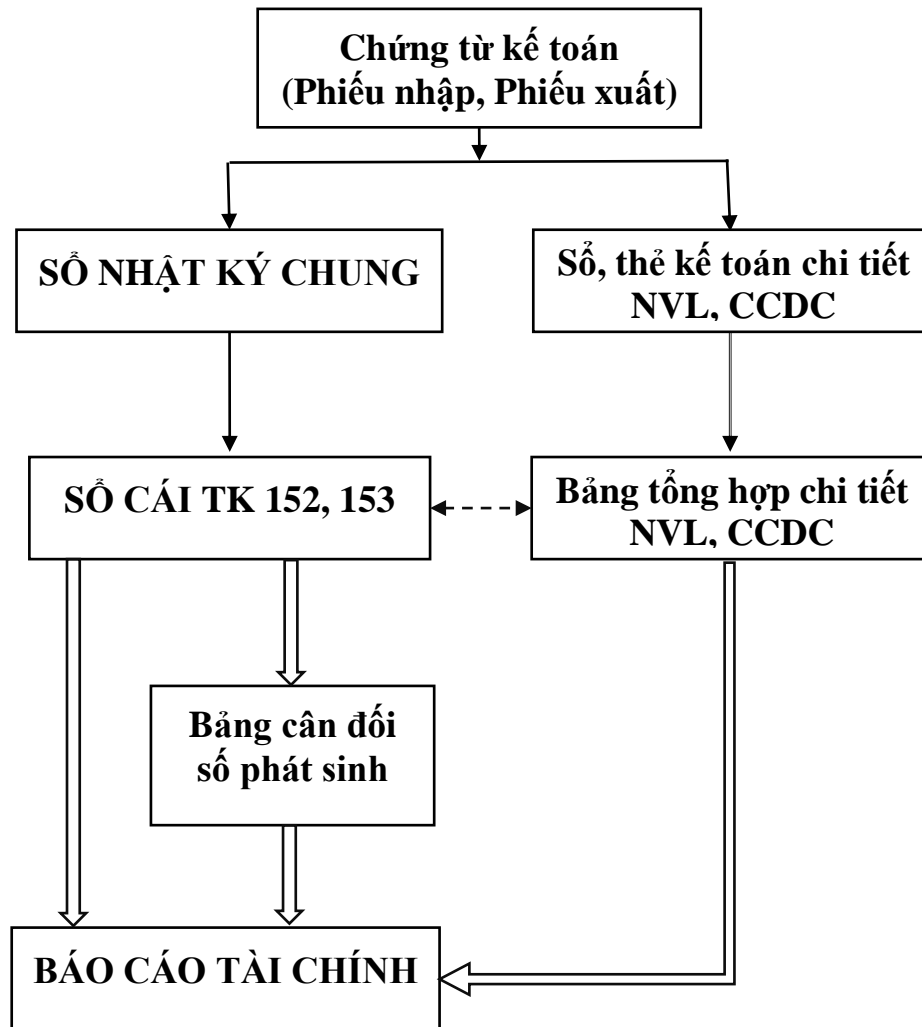 Chứng từ kế toán
(Phiếu nhập, Phiếu xuất)
SỔ NHẬT KÝ CHUNG
Sổ, thẻ kế toán chi tiết
NVL, CCDC
SỔ CÁI TK 152, 153
Bảng tổng hợp chi tiết
NVL, CCDC
Bảng cân đối
số phát sinh
BÁO CÁO TÀI CHÍNH